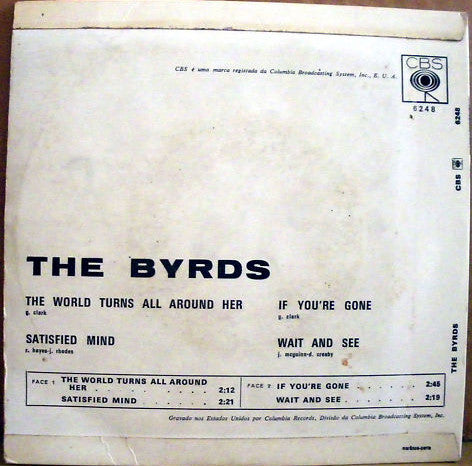 CBS é uma marca registada da Columbia Broadcasting System, Inc., E. U. A.
CBS
6248
6248
CBS
THE BYRDS
THE BYRDS
THE WORLD TURNS ALL AROUND HER
g. clark
IF YOU'RE GONE
g. clark
SATISFIED MIND
r. hayes-j. rhodes
WAIT AND SEE
j. mcguinn-d. crosby
FACE 1 THE WORLD TURNS ALL AROUND
HER . . . . . . . . . . 2:12
SATISFIED MIND . . . . . . 2:21
FACE 2 IF YOU'RE GONE . . . . . . . 2:45
WAIT AND SEE . . . . . . . 2:19
Gravado nos Estados Unidos por Columbia Records, Divisão da Columbia Broadcasting System, Inc.